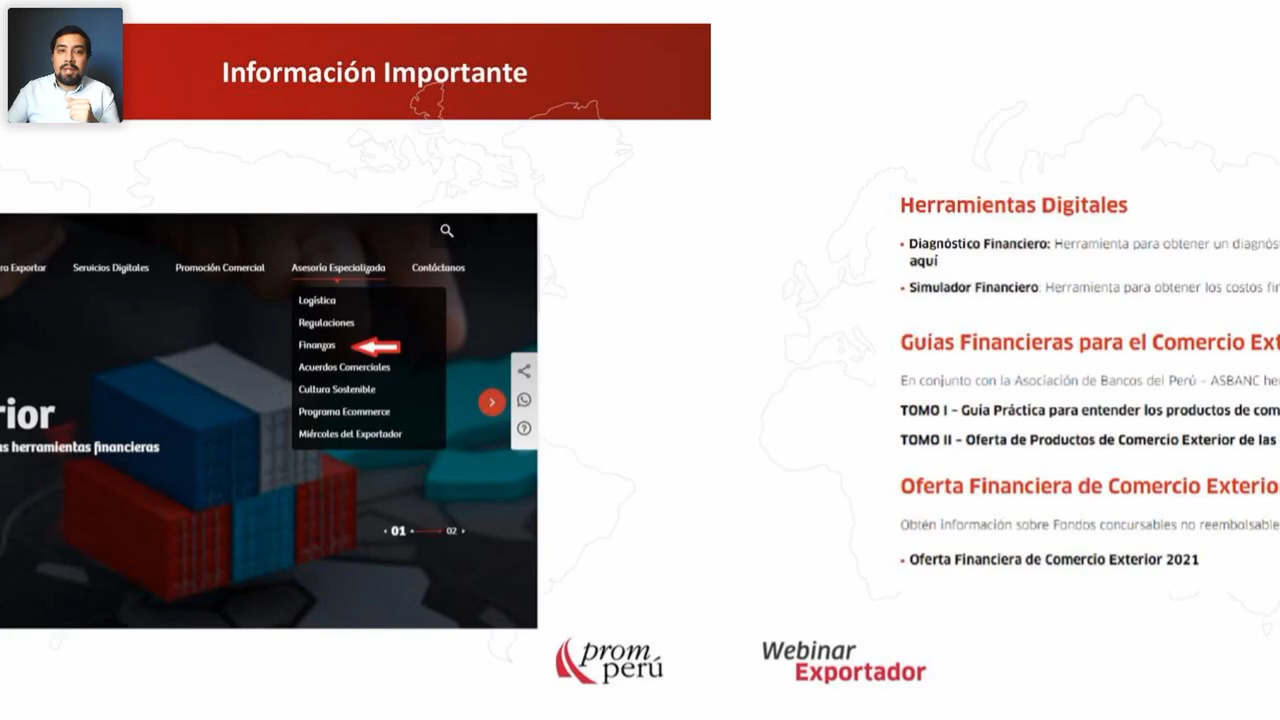 Información Importante
ra Exportar
Servicios Digitales
Promoción Comercial
Asesoría Especializada
Contáctanos
Logística
Regulaciones
Finanzas
Acuerdos Comerciales
Cultura Sostenible
Programa Ecommerce
Miércoles del Exportador
rior
as herramientas financieras
01
02
Herramientas Digitales
• Diagnóstico Financiero: Herramienta para obtener un diagnós
aquí
• Simulador Financiero: Herramienta para obtener los costos fin
Guías Financieras para el Comercio Ext
En conjunto con la Asociación de Bancos del Perú - ASBANC he
TOMO I - Guía Práctica para entender los productos de com
TOMO II - Oferta de Productos de Comercio Exterior de las
Oferta Financiera de Comercio Exterio
Obtén información sobre Fondos concursables no reembolsable
• Oferta Financiera de Comercio Exterior 2021
prom
perú
Webinar
Exportador